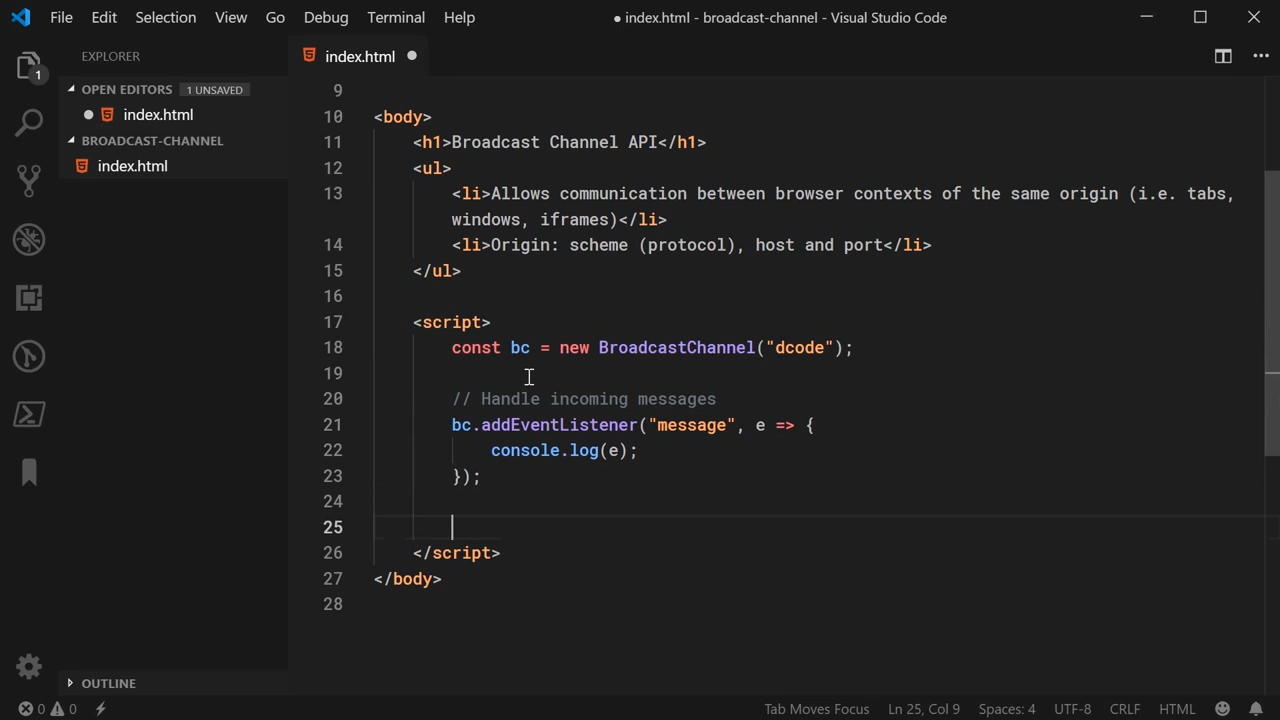 File Edit Selection View Go Debug Terminal Help
● index.html - broadcast-channel - Visual Studio Code
EXPLORER
index.html
1
OPEN EDITORS 1 UNSAVED
index.html
BROADCAST-CHANNEL
index.html
OUTLINE
9
10 <body>
11 <h1>Broadcast Channel API</h1>
12 <ul>
13 <li>Allows communication between browser contexts of the same origin (i.e. tabs,
windows, iframes)</li>
14 <li>Origin: scheme (protocol), host and port</li>
15 </ul>
16
17 <script>
18 const bc = new BroadcastChannel("dcode");
19
20 // Handle incoming messages
21 bc.addEventListener("message", e => {
22 console.log(e);
23 });
24
25
26 </script>
27 </body>
28
0 0
Tab Moves Focus Ln 25, Col 9 Spaces: 4 UTF-8 CRLF HTML